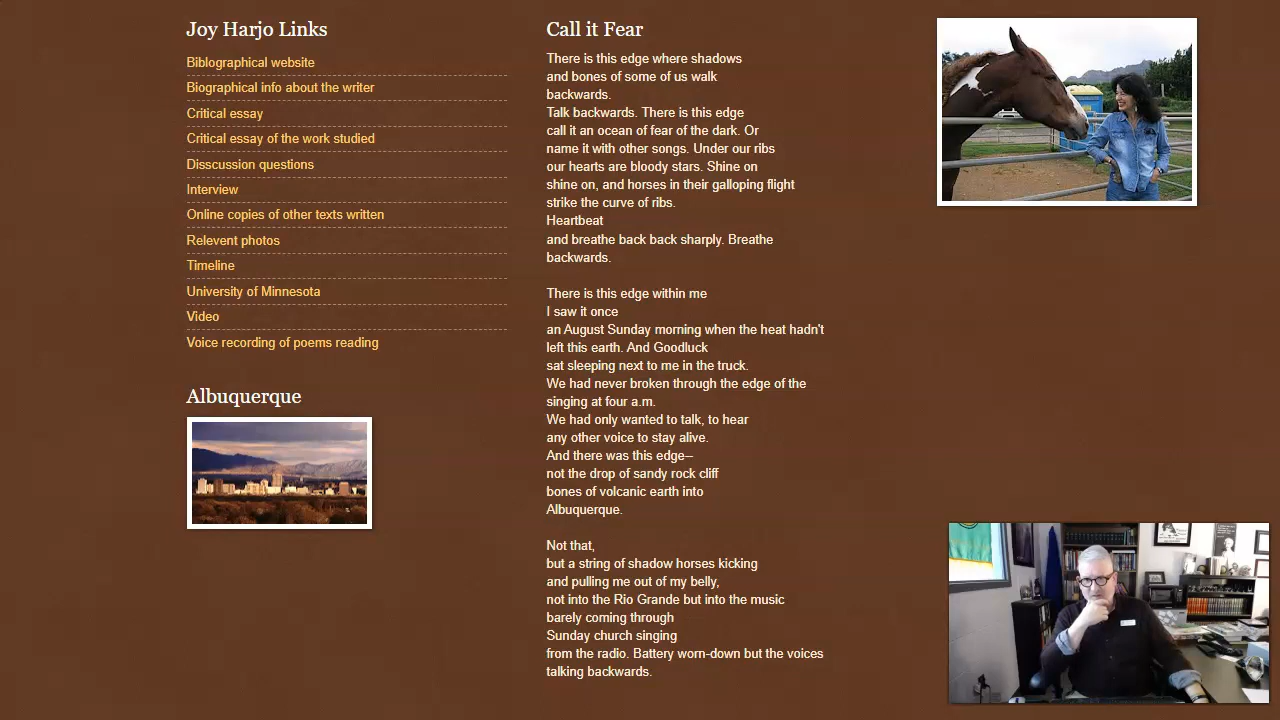 Joy Harjo Links
Biblographical website
Biographical info about the writer
Critical essay
Critical essay of the work studied
Disscussion questions
Interview
Online copies of other texts written
Relevent photos
Timeline
University of Minnesota
Video
Voice recording of poems reading
Albuquerque
Call it Fear
There is this edge where shadows
and bones of some of us walk
backwards.
Talk backwards. There is this edge
call it an ocean of fear of the dark. Or
name it with other songs. Under our ribs
our hearts are bloody stars. Shine on
shine on, and horses in their galloping flight
strike the curve of ribs.
Heartbeat
and breathe back back sharply. Breathe
backwards.
There is this edge within me
I saw it once
an August Sunday morning when the heat hadn't
left this earth. And Goodluck
sat sleeping next to me in the truck.
We had never broken through the edge of the
singing at four a.m.
We had only wanted to talk, to hear
any other voice to stay alive.
And there was this edge—
not the drop of sandy rock cliff
bones of volcanic earth into
Albuquerque.
Not that,
but a string of shadow horses kicking
and pulling me out of my belly,
not into the Rio Grande but into the music
barely coming through
Sunday church singing
from the radio. Battery worn-down but the voices
talking backwards.